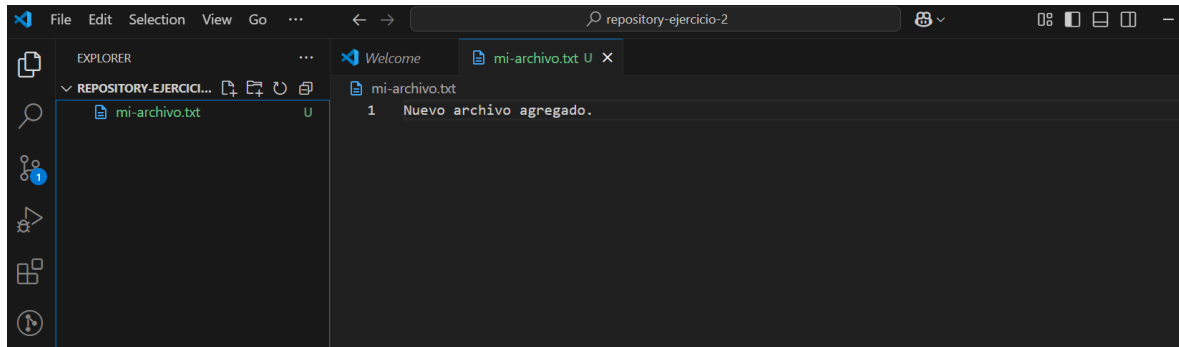 File Edit Selection View Go ··· repository-ejercicio-2
EXPLORER ···
REPOSITORY-EJERCICI...
mi-archivo.txt U
1
Welcome mi-archivo.txt U
mi-archivo.txt
1 Nuevo archivo agregado.